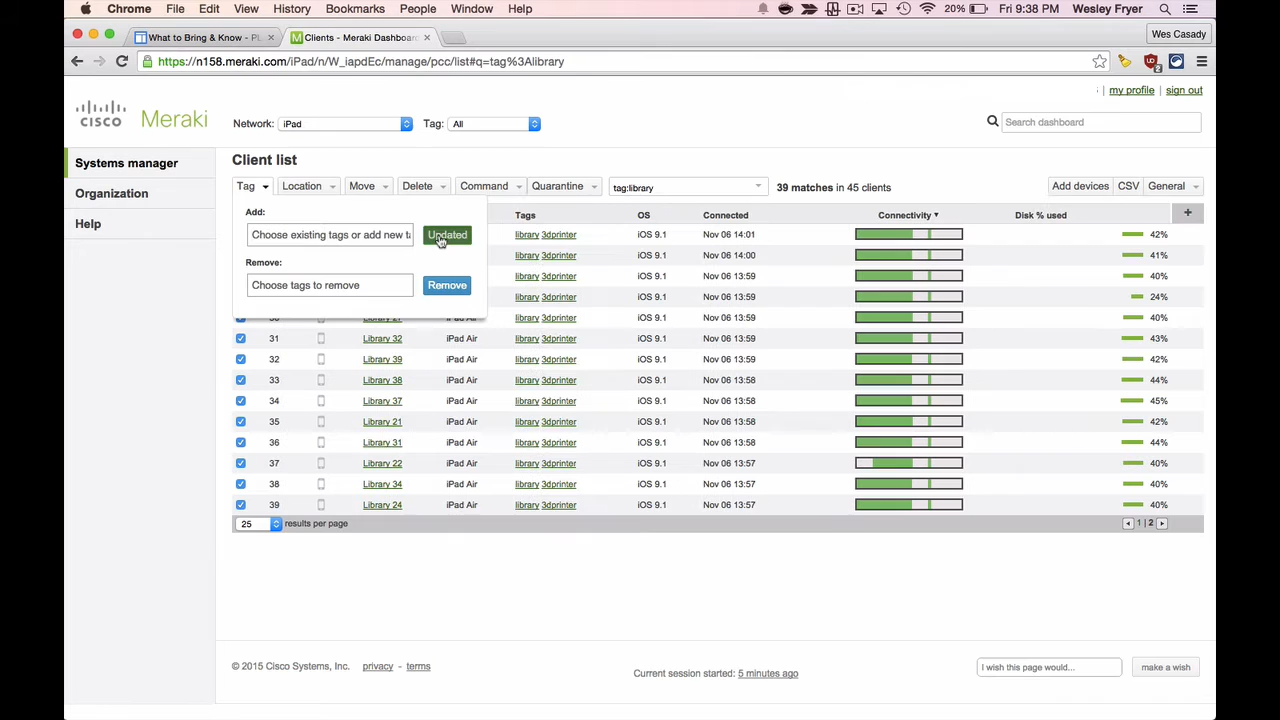 Chrome File Edit View History Bookmarks People Window Help 20% Fri 9:38 PM Wesley Fryer
What to Bring & Know - PL Clients - Meraki Dashboar Wes Casady
https://n158.meraki.com/iPad/n/W_iapdEc/manage/pcc/list#q=tag%3Alibrary
my profile | sign out
cisco Meraki Network: iPad Tag: All Search dashboard
Systems manager
Organization
Help
Client list
Tag Location Move Delete Command Quarantine tag:library 39 matches in 45 clients Add devices CSV General
Add:
Choose existing tags or add new t Updated
Remove:
Choose tags to remove Remove
Tags OS Connected Connectivity Disk % used +
library 3dprinter iOS 9.1 Nov 06 14:01 42%
library 3dprinter iOS 9.1 Nov 06 14:00 41%
library 3dprinter iOS 9.1 Nov 06 13:59 40%
library 3dprinter iOS 9.1 Nov 06 13:59 24%
library 3dprinter iOS 9.1 Nov 06 13:59 40%
31 Library 32 iPad Air library 3dprinter iOS 9.1 Nov 06 13:59 43%
32 Library 39 iPad Air library 3dprinter iOS 9.1 Nov 06 13:59 42%
33 Library 38 iPad Air library 3dprinter iOS 9.1 Nov 06 13:58 44%
34 Library 37 iPad Air library 3dprinter iOS 9.1 Nov 06 13:58 45%
35 Library 21 iPad Air library 3dprinter iOS 9.1 Nov 06 13:58 42%
36 Library 31 iPad Air library 3dprinter iOS 9.1 Nov 06 13:58 44%
37 Library 22 iPad Air library 3dprinter iOS 9.1 Nov 06 13:57 40%
38 Library 34 iPad Air library 3dprinter iOS 9.1 Nov 06 13:57 40%
39 Library 24 iPad Air library 3dprinter iOS 9.1 Nov 06 13:57 40%
25 results per page 1 | 2
© 2015 Cisco Systems, Inc. privacy - terms
Current session started: 5 minutes ago
I wish this page would... make a wish